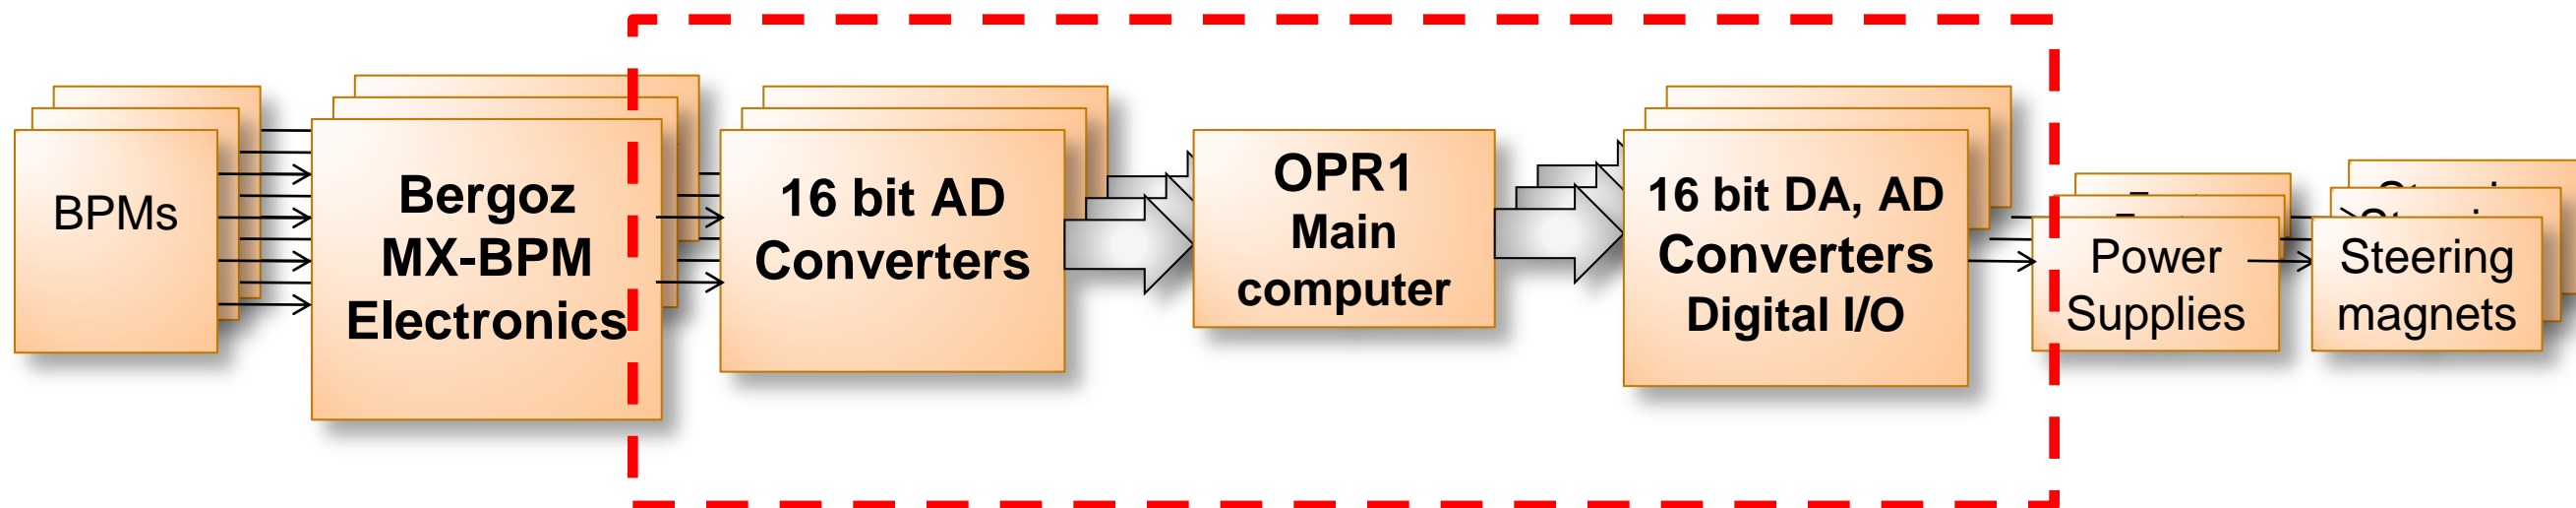 BPMs
Bergoz
MX-BPM
Electronics
16 bit AD
Converters
OPR1
Main
computer
16 bit DA, AD
Converters
Digital I/O
Power
Supplies
Steering
magnets